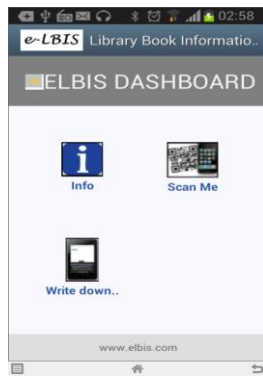 02:58
e-LBIS Library Book Informatio..
ELBIS DASHBOARD
Info
Scan Me
Write down..
www.elbis.com